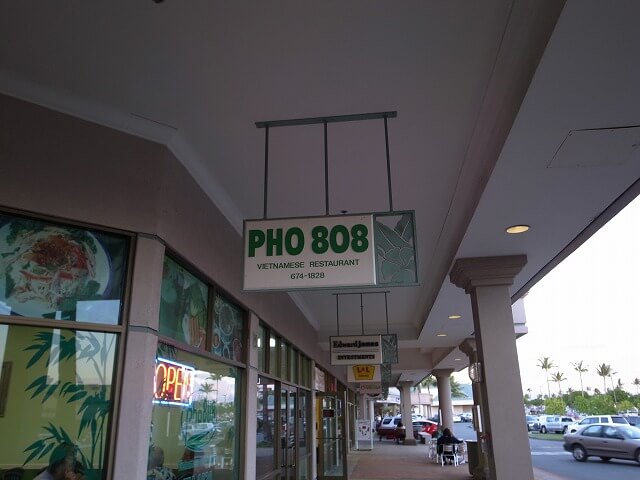 PHO 808
VIETNAMESE RESTAURANT
674-1828
Edward Jones
INVESTMENTS
L&L
OPEN